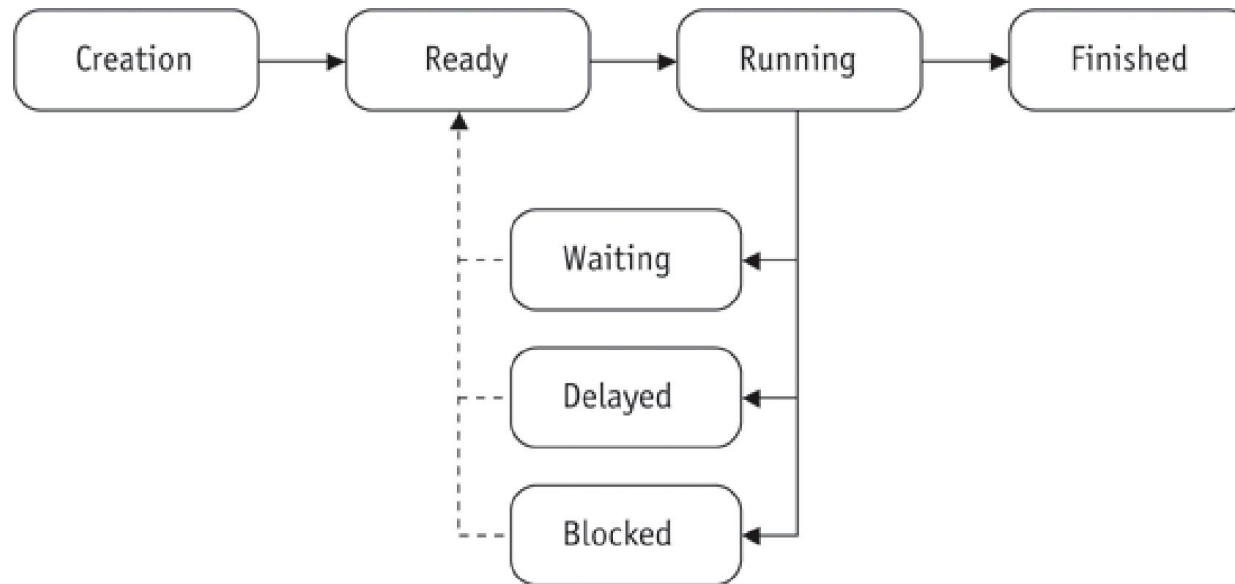 Creation
Ready
Running
Finished
Waiting
Delayed
Blocked